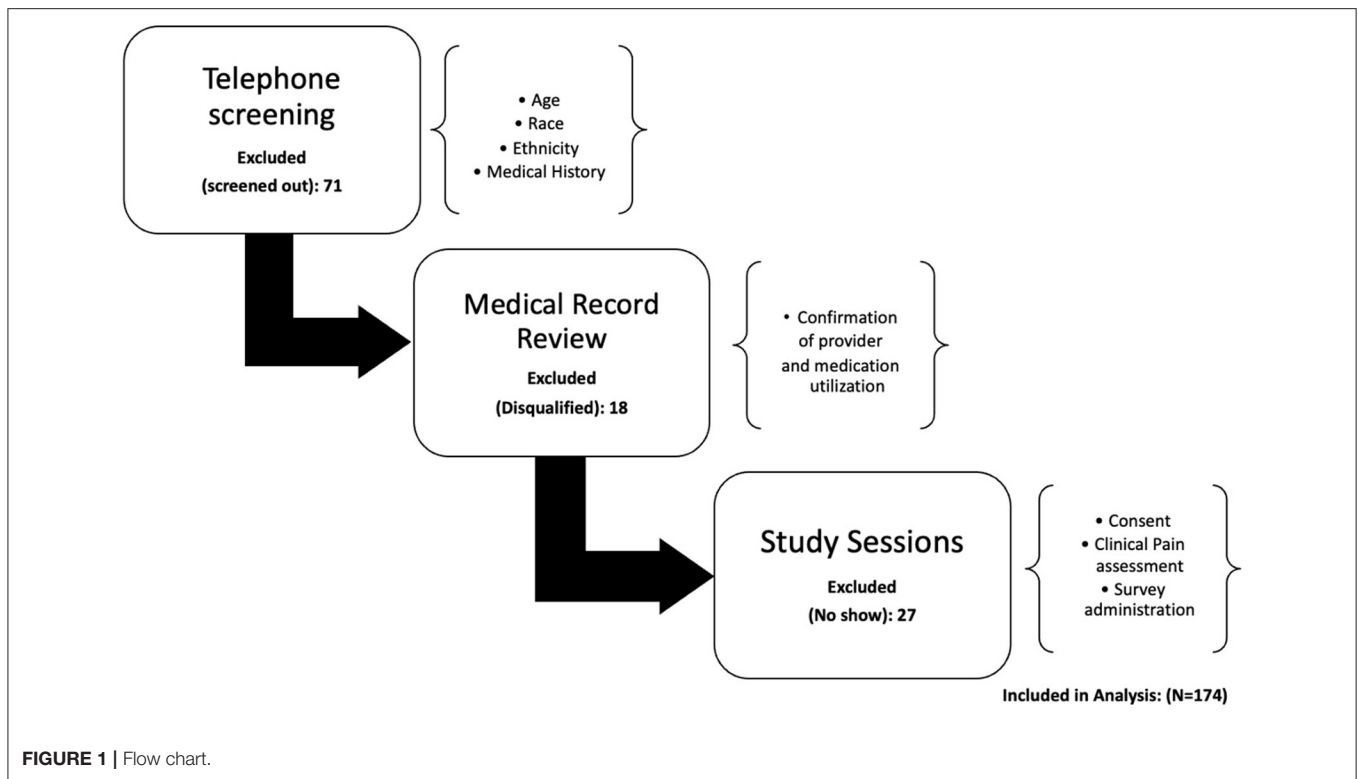 Telephone
screening
Excluded
(screened out): 71
• Age
• Race
• Ethnicity
• Medical History
Medical Record
Review
Excluded
(Disqualified): 18
• Confirmation
of provider
and medication
utilization
Study Sessions
Excluded
(No show): 27
• Consent
• Clinical Pain
assessment
• Survey
administration
Included in Analysis: (N=174)
FIGURE 1 | Flow chart.